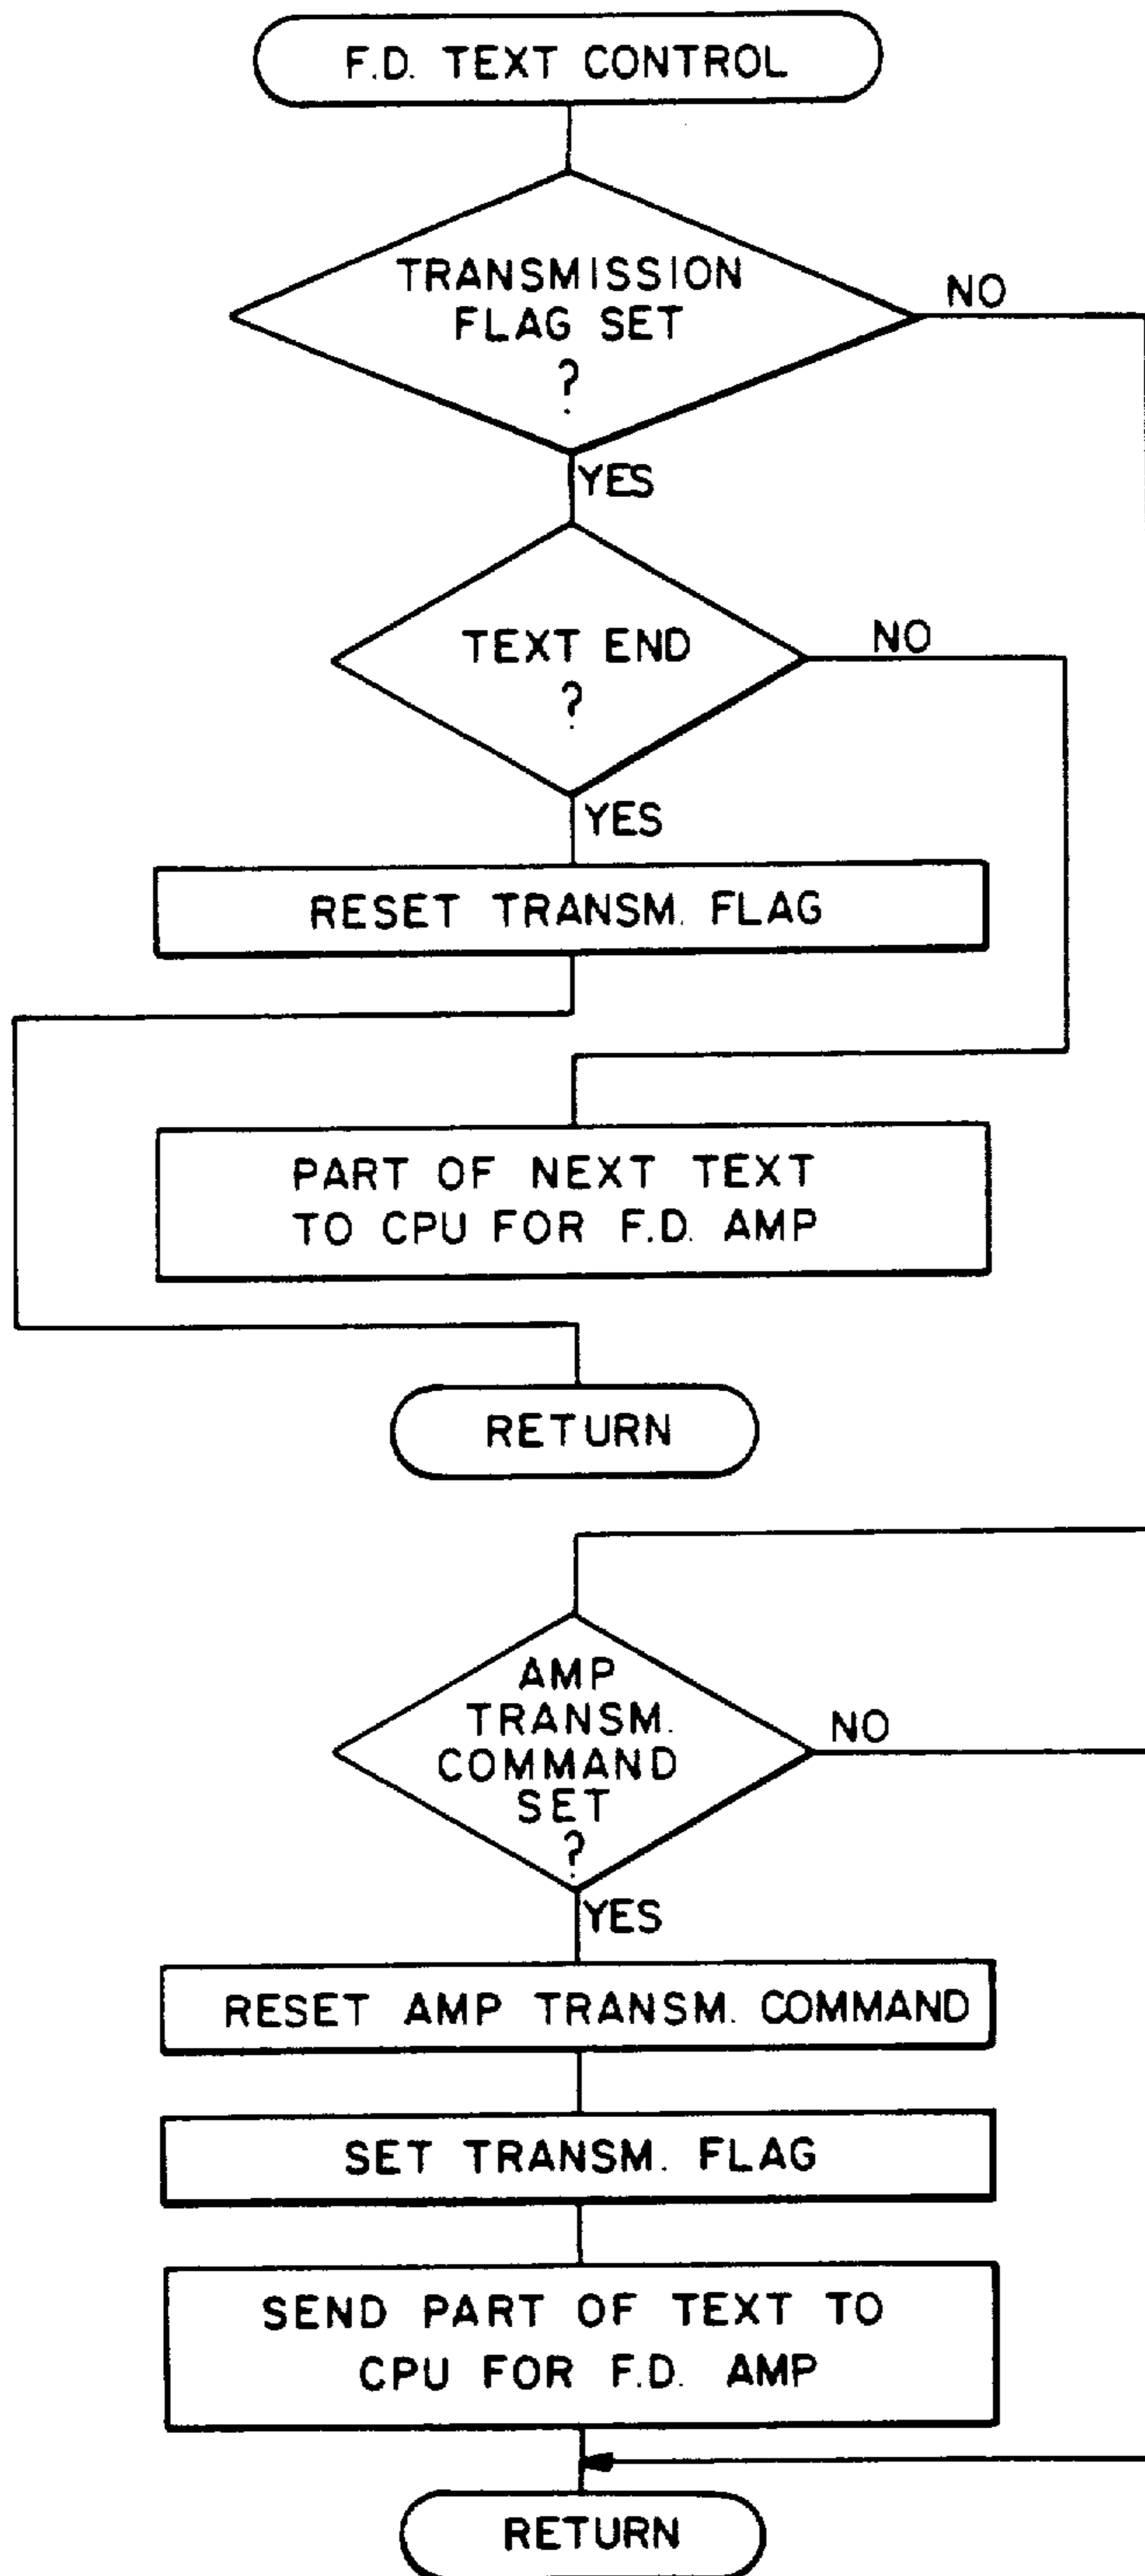 F.D. TEXT CONTROL
TRANSMISSION
FLAG SET
?
NO
YES
TEXT END
?
NO
YES
RESET TRANSM. FLAG
PART OF NEXT TEXT
TO CPU FOR F.D. AMP
RETURN
AMP
TRANSM.
COMMAND
SET
?
NO
YES
RESET AMP TRANSM. COMMAND
SET TRANSM. FLAG
SEND PART OF TEXT TO
CPU FOR F.D. AMP
RETURN